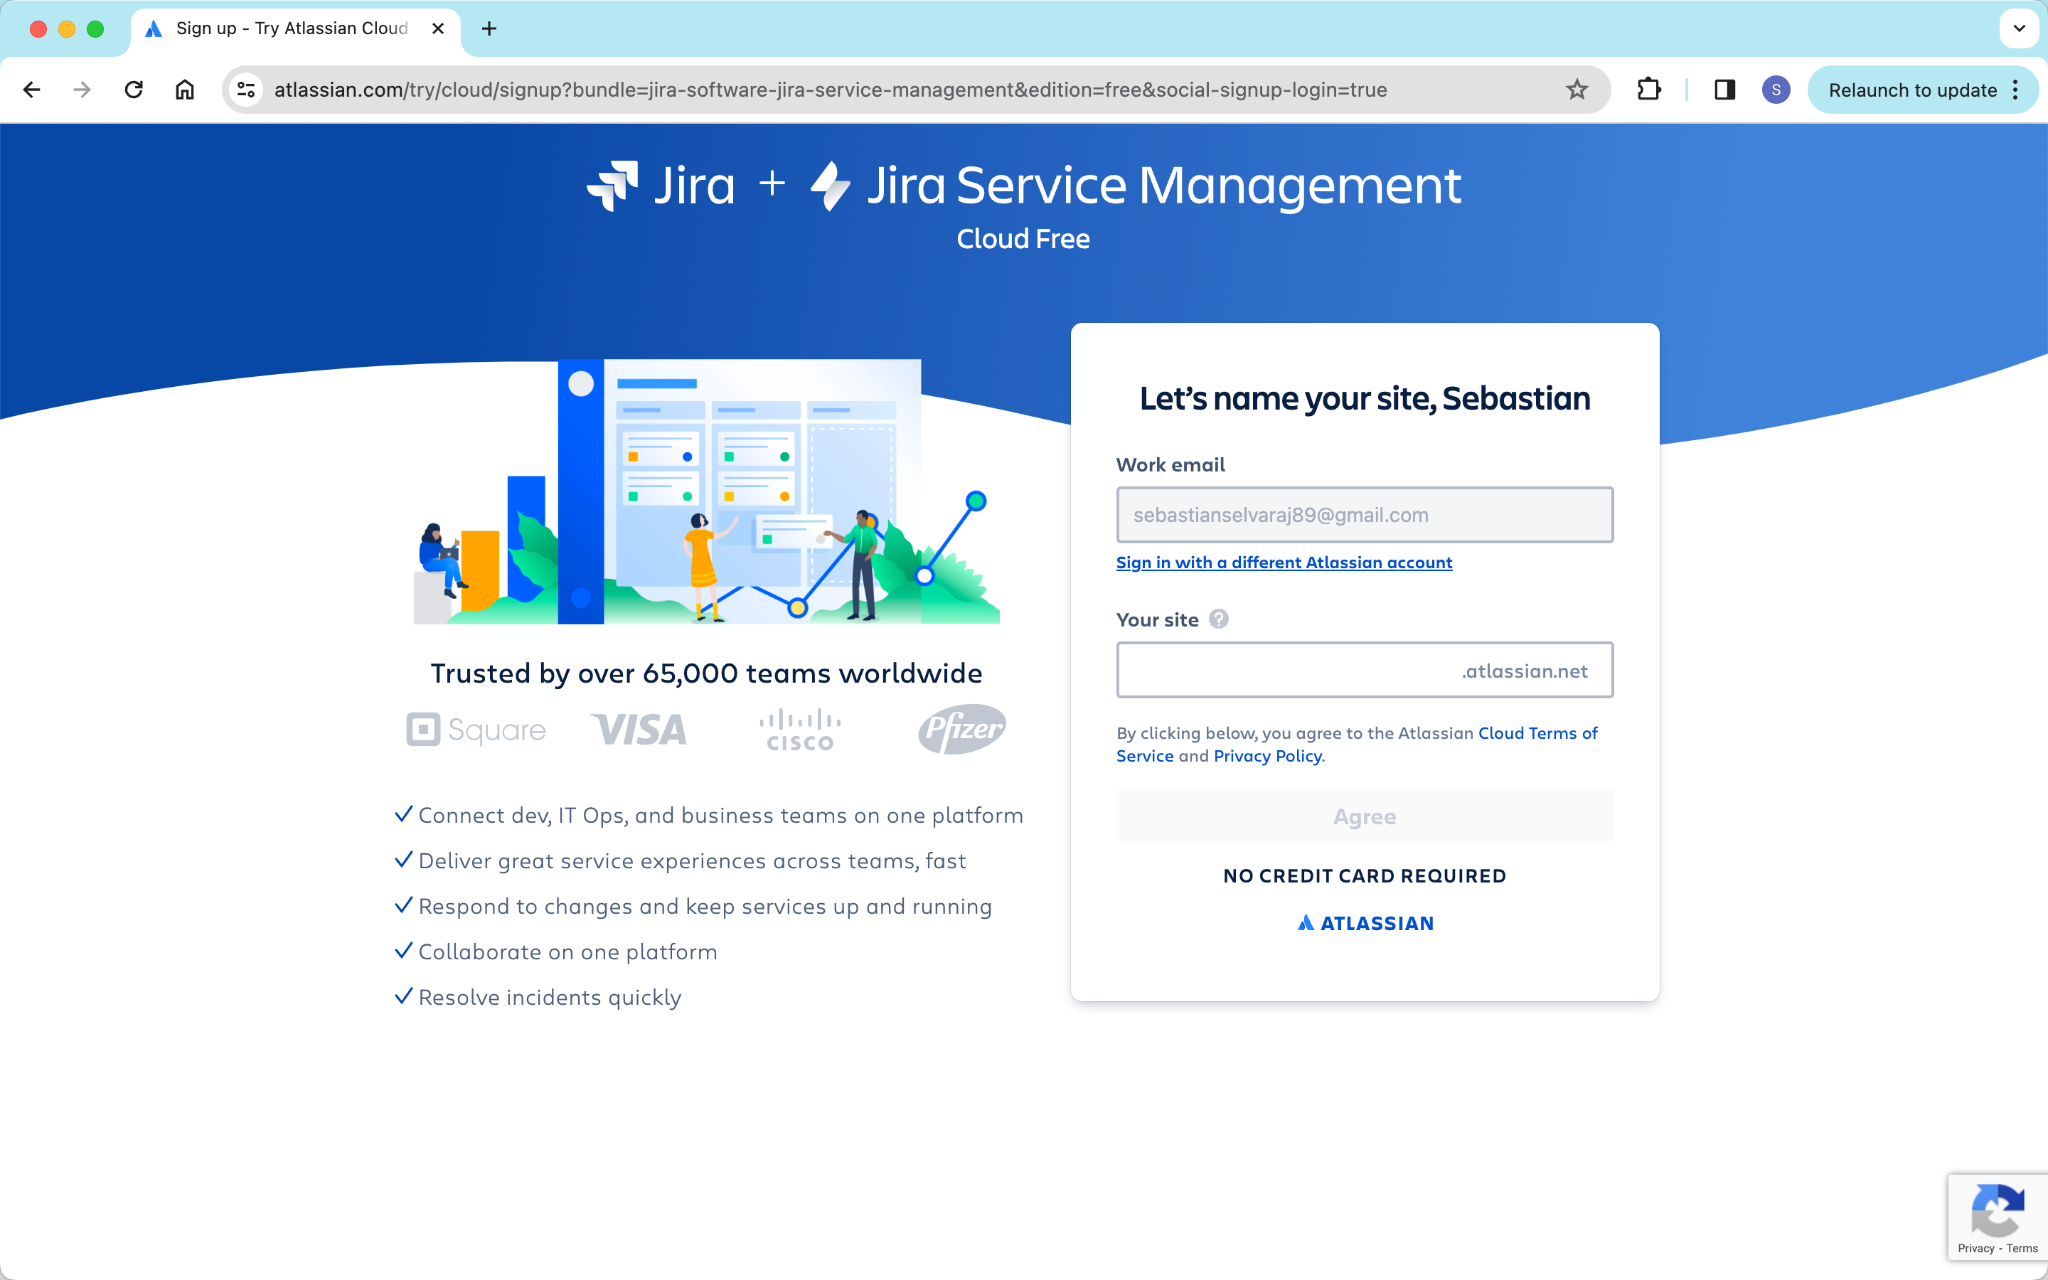 Sign up - Try Atlassian Cloud
atlassian.com/try/cloud/signup?bundle=jira-software-jira-service-management&edition=free&social-signup-login=true
S
Relaunch to update
Jira + Jira Service Management
Cloud Free
Trusted by over 65,000 teams worldwide
Square
VISA
CISCO
Pfizer
Connect dev, IT Ops, and business teams on one platform
Deliver great service experiences across teams, fast
Respond to changes and keep services up and running
Collaborate on one platform
Resolve incidents quickly
Let's name your site, Sebastian
Work email
sebastianselvaraj89@gmail.com
Sign in with a different Atlassian account
Your site ?
.atlassian.net
By clicking below, you agree to the Atlassian Cloud Terms of
Service and Privacy Policy.
Agree
NO CREDIT CARD REQUIRED
ATLASSIAN
Privacy - Terms